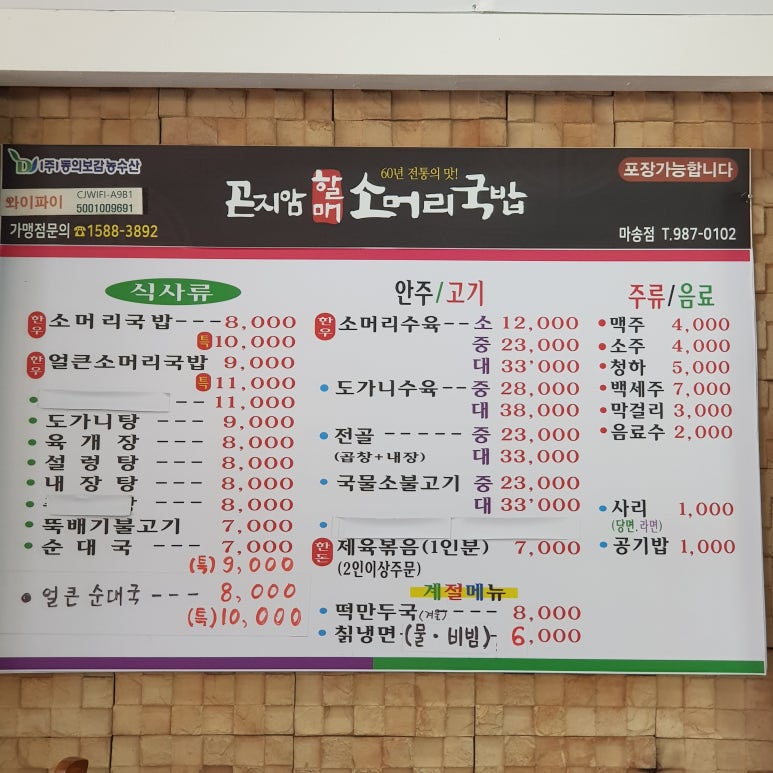 (주)동의보감농수산
60년 전통의 맛!
포장가능합니다
와이파이 CJWIFI-A9B1
5001009691
곤지암 할매 소머리국밥
가맹점문의 ☎1588-3892
마송점 T.987-0102
식사류
한우 소머리국밥---8,000
특 10,000
한우 얼큰소머리국밥 9,000
특 11,000
-- 11,000
도가니탕 --- 9,000
육개장 --- 8,000
설렁탕 --- 8,000
내장탕 --- 8,000
탕 --- 8,000
뚝배기불고기 7,000
순대국 --- 7,000
(특) 9,000
얼큰 순대국 --- 8,000
(특) 10,000
안주/고기
한우 소머리수육--소 12,000
중 23,000
대 33'000
도가니수육--중 28,000
대 38,000
전골 -----중 23,000
(곱창+내장) 대 33,000
국물소불고기 중 23,000
대 33'000
한돈 제육볶음(1인분) 7,000
(2인이상주문)
계절메뉴
떡만두국(겨울)--- 8,000
칡냉면-(물·비빔)- 6,000
주류/음료
맥주 4,000
소주 4,000
청하 5,000
백세주 7,000
막걸리 3,000
음료수 2,000
사리 1,000
(당면.라면)
공기밥 1,000